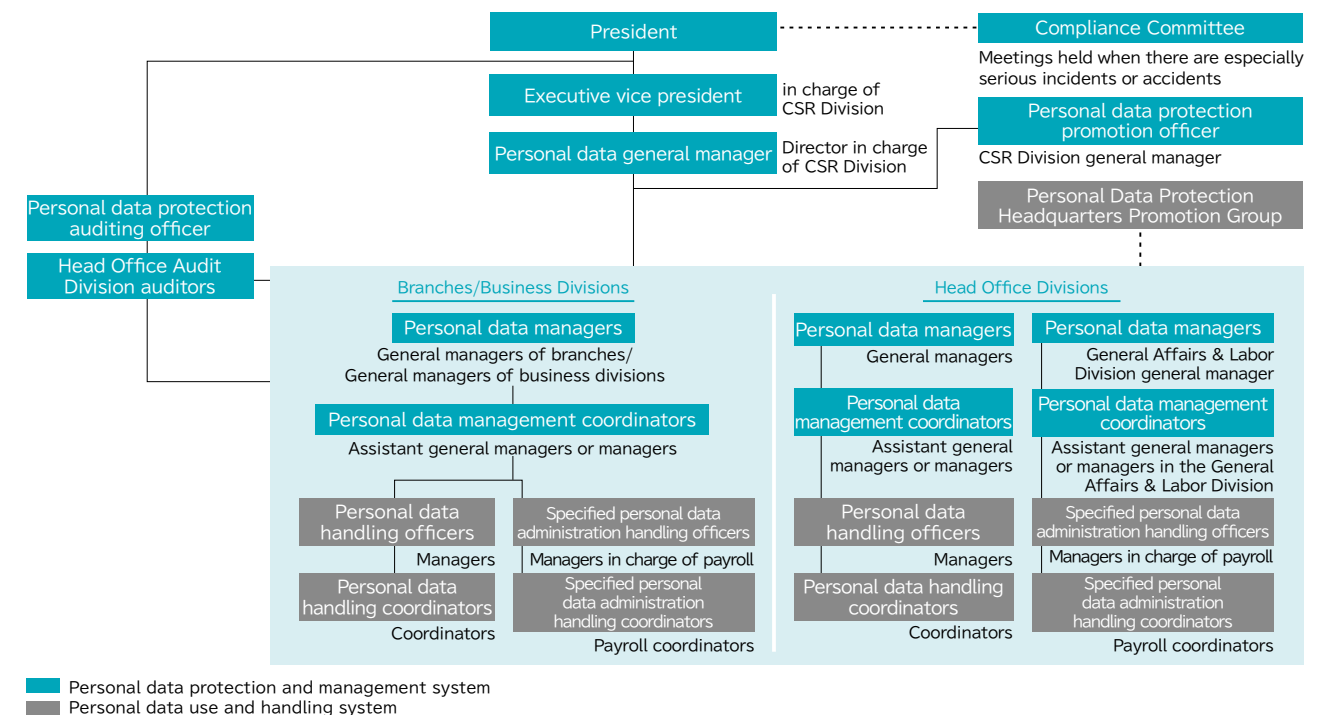 President
Compliance Committee
Meetings held when there are especially
serious incidents or accidents
Executive vice president
in charge of
CSR Division
Personal data protection
promotion officer
CSR Division general manager
Personal data general manager
Director in charge
of CSR Division
Personal Data Protection
Headquarters Promotion Group
Personal data protection
auditing officer
Head Office Audit
Division auditors
Branches/Business Divisions
Personal data managers
General managers of branches/
General managers of business divisions
Personal data management coordinators
Assistant general managers or managers
Personal data
handling officers
Managers
Personal data
handling coordinators
Coordinators
Specified personal data
administration handling officers
Managers in charge of payroll
Specified personal
data administration
handling coordinators
Payroll coordinators
Head Office Divisions
Personal data managers
General managers
Personal data
management coordinators
Assistant general
managers or managers
Personal data
handling officers
Managers
Personal data handling
coordinators
Coordinators
Personal data managers
General Affairs & Labor
Division general manager
Personal data management
coordinators
Assistant general managers
or managers in the General
Affairs & Labor Division
Specified personal data
administration handling officers
Managers in charge of payroll
Specified personal
data administration
handling coordinators
Payroll coordinators
Personal data protection and management system
Personal data use and handling system